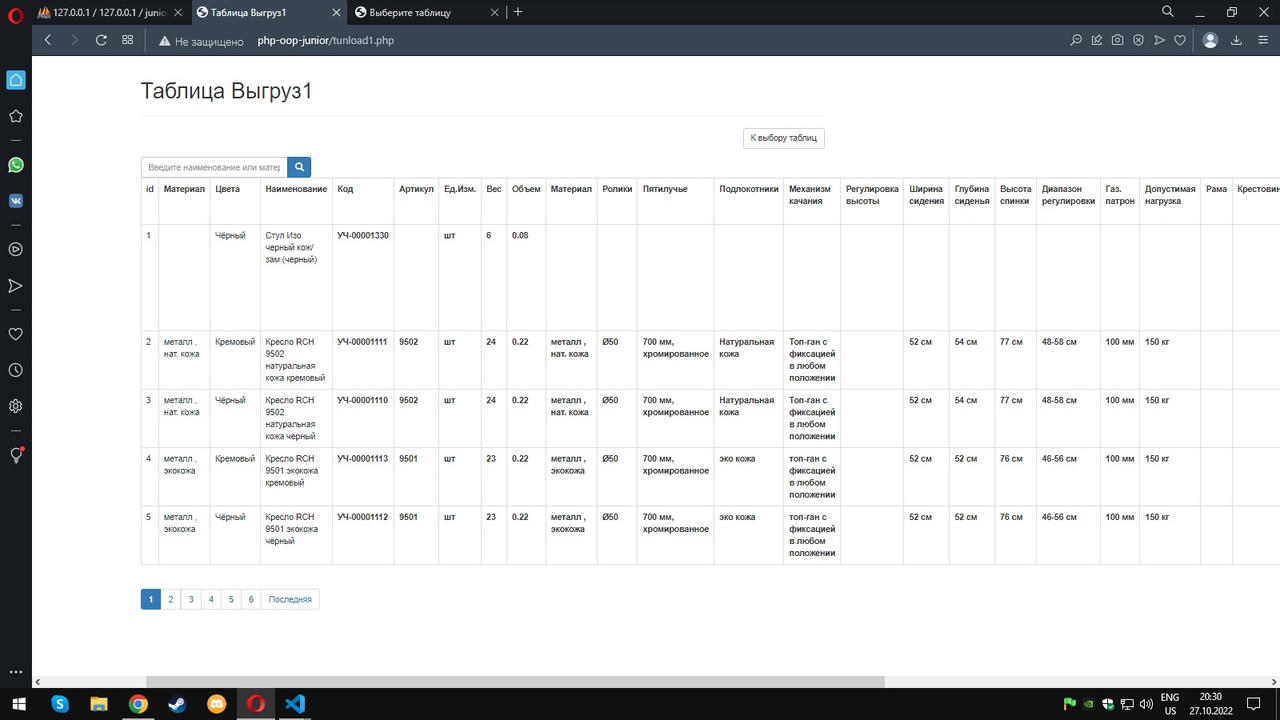 127.0.0.1 / 127.0.0.1 / junio
Таблица Выгруз1
Выберите таблицу
Не защищено php-oop-junior/tunload1.php
Таблица Выгруз1
К выбору таблиц
Введите наименование или матер
id Материал Цвета Наименование Код Артикул Ед.Изм. Вес Объем Материал Ролики Пятилучье Подлокотники Механизм качания Регулировка высоты Ширина сидения Глубина сиденья Высота спинки Диапазон регулировки Газ. патрон Допустимая нагрузка Рама Крестовин
1 Чёрный Стул Изо черный кож/зам (черный) УЧ-00001330 шт 6 0.08
2 металл , нат. кожа Кремовый Кресло RCH 9502 натуральная кожа кремовый УЧ-00001111 9502 шт 24 0.22 металл , нат. кожа Ø50 700 мм, хромированное Натуральная кожа Топ-ган с фиксацией в любом положении 52 см 54 см 77 см 48-58 см 100 мм 150 кг
3 металл , нат. кожа Чёрный Кресло RCH 9502 натуральная кожа чёрный УЧ-00001110 9502 шт 24 0.22 металл , нат. кожа Ø50 700 мм, хромированное Натуральная кожа Топ-ган с фиксацией в любом положении 52 см 54 см 77 см 48-58 см 100 мм 150 кг
4 металл , экокожа Кремовый Кресло RCH 9501 экокожа кремовый УЧ-00001113 9501 шт 23 0.22 металл , экокожа Ø50 700 мм, хромированное эко кожа топ-ган с фиксацией в любом положении 52 см 52 см 76 см 46-56 см 100 мм 150 кг
5 металл , экокожа Чёрный Кресло RCH 9501 экокожа чёрный УЧ-00001112 9501 шт 23 0.22 металл , экокожа Ø50 700 мм, хромированное эко кожа топ-ган с фиксацией в любом положении 52 см 52 см 76 см 46-56 см 100 мм 150 кг
1 2 3 4 5 6 Последняя
ENG 20:30
US 27.10.2022